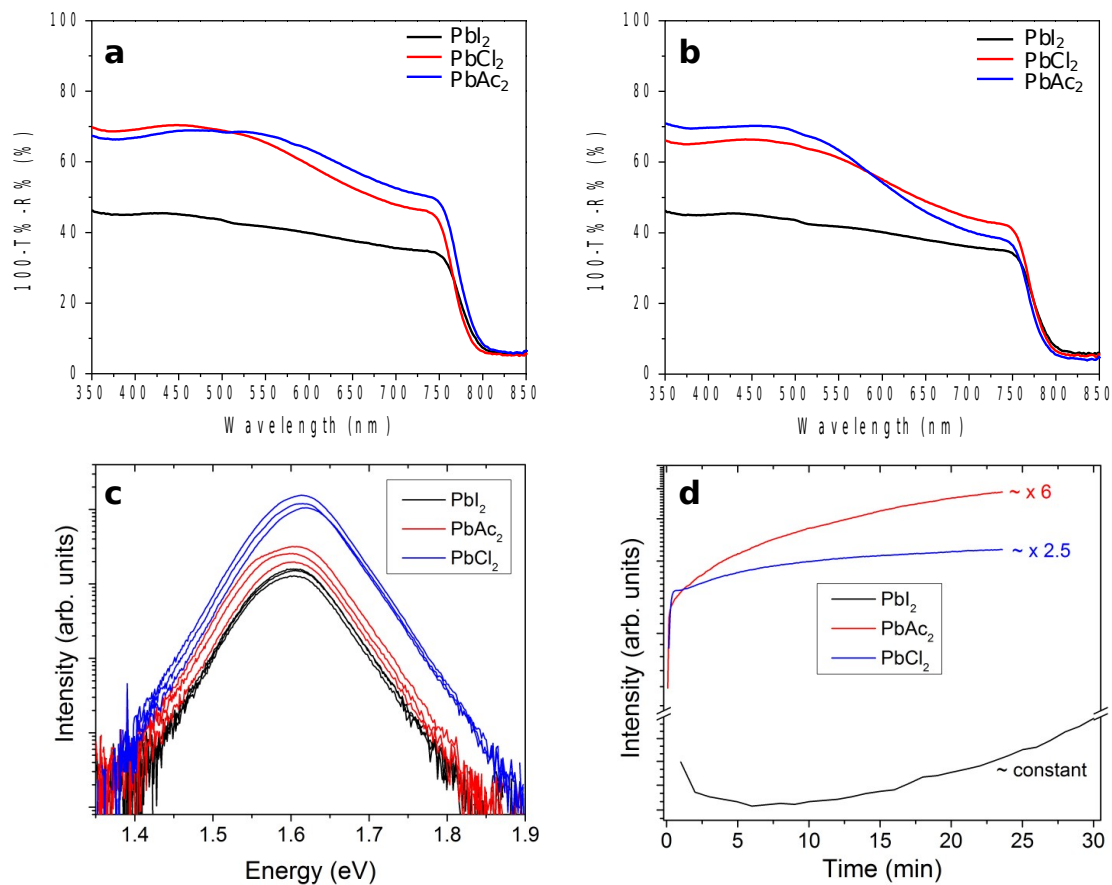 a
PbI₂
PbCl₂
PbAc₂
100
80
60
40
20
0
100-T%-R% (%)
350 400 450 500 550 600 650 700 750 800 850
Wavelength (nm)
b
PbI₂
PbCl₂
PbAc₂
100
80
60
40
20
0
100-T%-R% (%)
350 400 450 500 550 600 650 700 750 800 850
Wavelength (nm)
c
PbI₂
PbAc₂
PbCl₂
Intensity (arb. units)
1.4 1.5 1.6 1.7 1.8 1.9
Energy (eV)
d
~ x 6
~ x 2.5
PbI₂
PbAc₂
PbCl₂
~ constant
Intensity (arb. units)
0 5 10 15 20 25 30
Time (min)